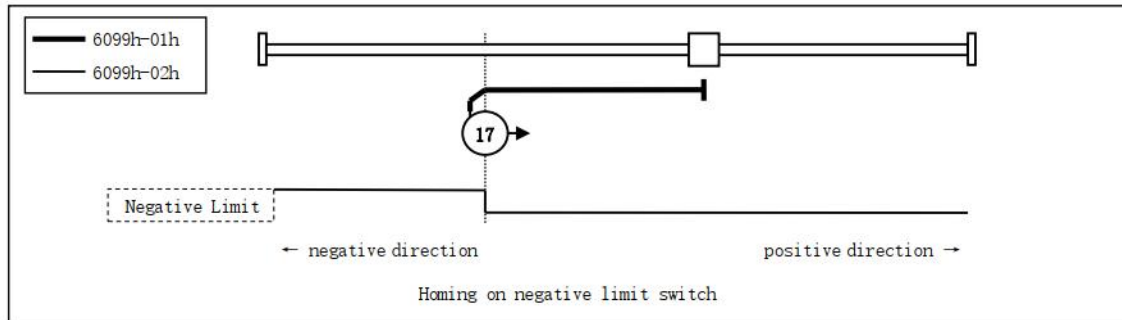 6099h-01h
6099h-02h
17
Negative Limit
← negative direction
positive direction →
Homing on negative limit switch